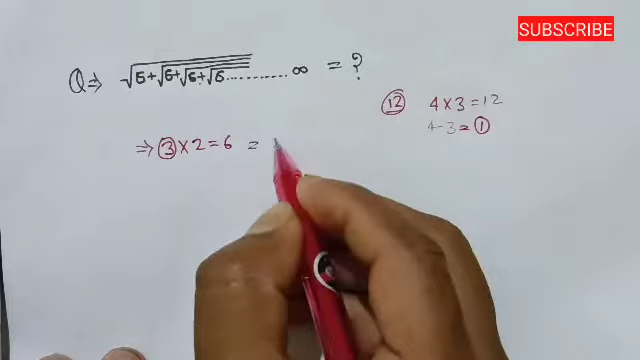 SUBSCRIBE
Q ⇒ √6+√6+√6+√6............∞ = ?
12 4 × 3 = 12
4 - 3 = 1
⇒ 3 × 2 = 6 =